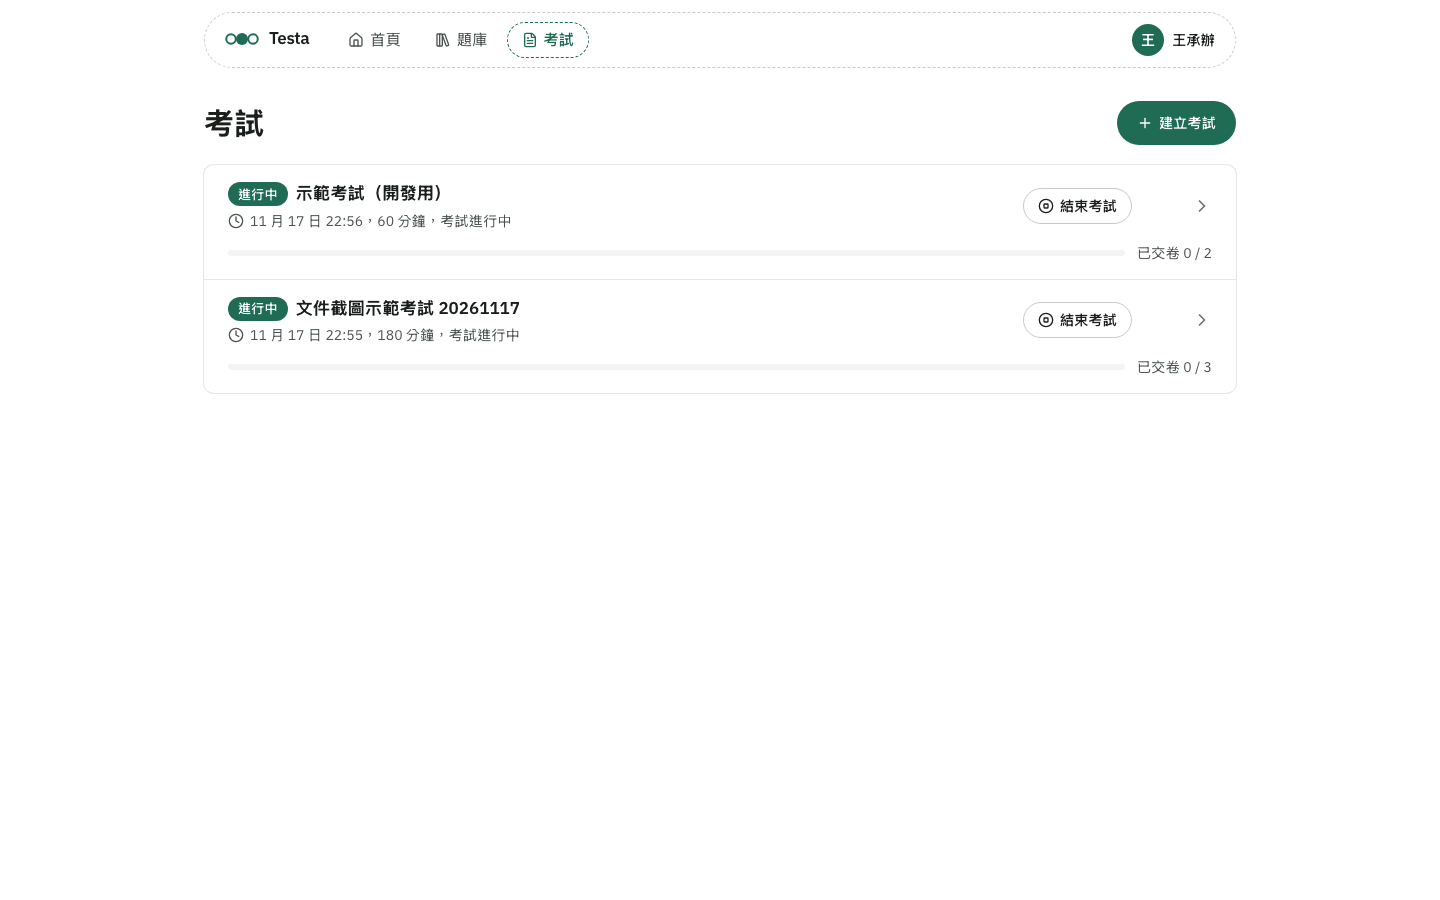 Testa 首頁 題庫 考試 王 王承辦
考試 建立考試
進行中 示範考試（開發用） 結束考試
11 月 17 日 22:56，60 分鐘，考試進行中
已交卷 0 / 2
進行中 文件截圖示範考試 20261117 結束考試
11 月 17 日 22:55，180 分鐘，考試進行中
已交卷 0 / 3